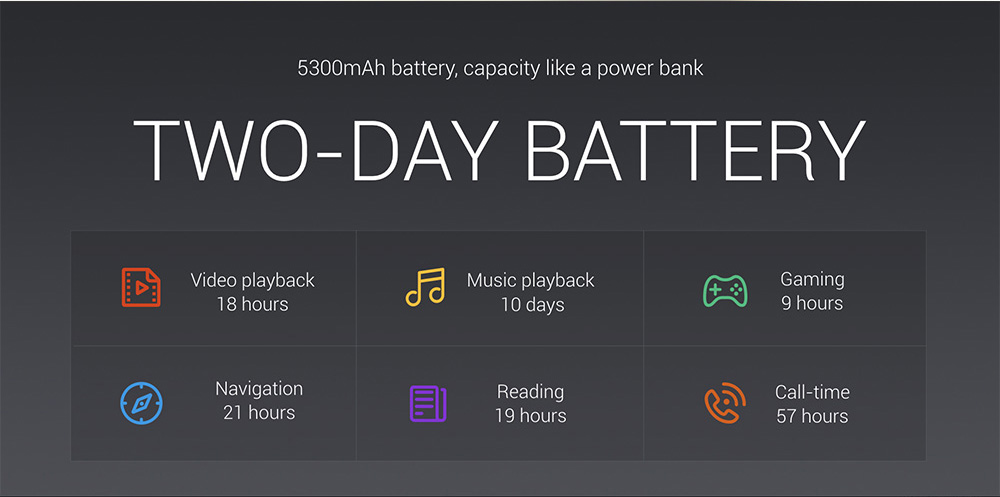 5300mAh battery, capacity like a power bank
TWO-DAY BATTERY
Video playback
18 hours
Music playback
10 days
Gaming
9 hours
Navigation
21 hours
Reading
19 hours
Call-time
57 hours